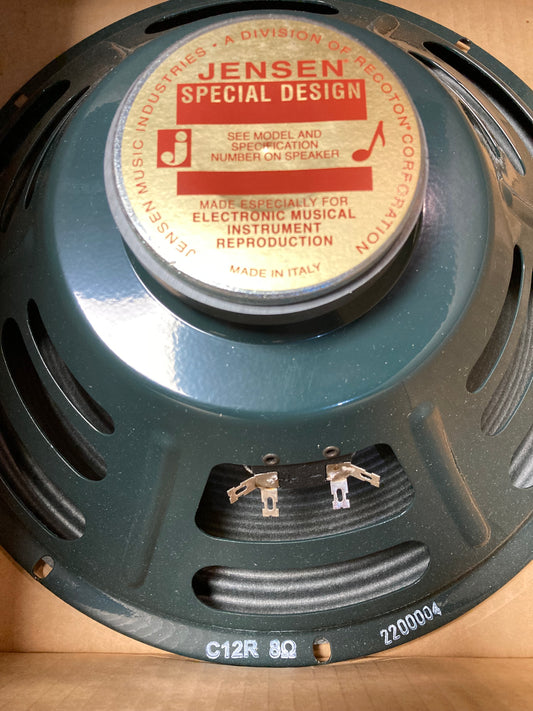 JENSEN MUSIC INDUSTRIES - A DIVISION OF RECOTON® CORPORATION
JENSEN®
SPECIAL DESIGN
SEE MODEL AND
SPECIFICATION
NUMBER ON SPEAKER
j
MADE ESPECIALLY FOR
ELECTRONIC MUSICAL
INSTRUMENT
REPRODUCTION
MADE IN ITALY
C12R 8Ω
2200004